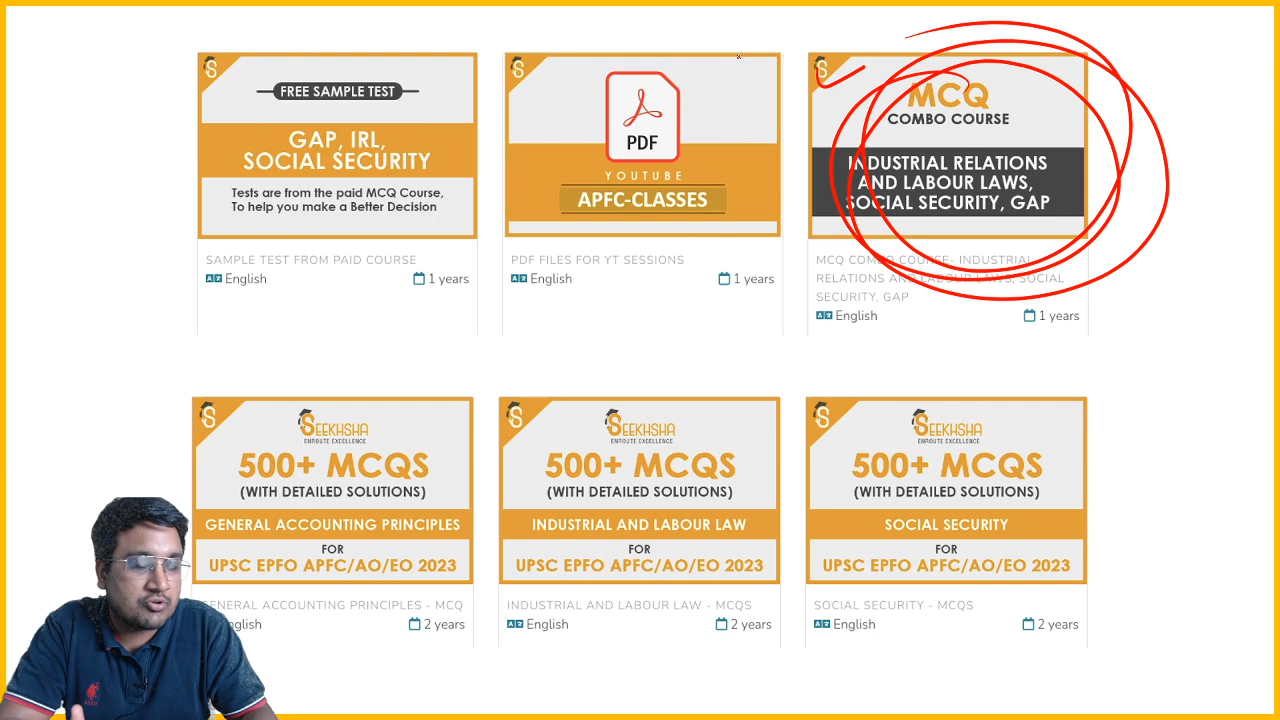 FREE SAMPLE TEST
GAP, IRL,
SOCIAL SECURITY
Tests are from the paid MCQ Course,
To help you make a Better Decision
SAMPLE TEST FROM PAID COURSE
English
1 years
PDF
YOUTUBE
APFC-CLASSES
PDF FILES FOR YT SESSIONS
English
1 years
MCQ
COMBO COURSE
INDUSTRIAL RELATIONS
AND LABOUR LAWS,
SOCIAL SECURITY, GAP
MCQ COMBO COURSE- INDUSTRIAL
RELATIONS AND LABOUR LAWS, SOCIAL
SECURITY, GAP
English
1 years
SEEKHSHA
ENROUTE EXCELLENCE
500+ MCQS
(WITH DETAILED SOLUTIONS)
GENERAL ACCOUNTING PRINCIPLES
FOR
UPSC EPFO APFC/AO/EO 2023
GENERAL ACCOUNTING PRINCIPLES - MCQ
English
2 years
SEEKHSHA
ENROUTE EXCELLENCE
500+ MCQS
(WITH DETAILED SOLUTIONS)
INDUSTRIAL AND LABOUR LAW
FOR
UPSC EPFO APFC/AO/EO 2023
INDUSTRIAL AND LABOUR LAW - MCQS
English
2 years
SEEKHSHA
ENROUTE EXCELLENCE
500+ MCQS
(WITH DETAILED SOLUTIONS)
SOCIAL SECURITY
FOR
UPSC EPFO APFC/AO/EO 2023
SOCIAL SECURITY - MCQS
English
2 years